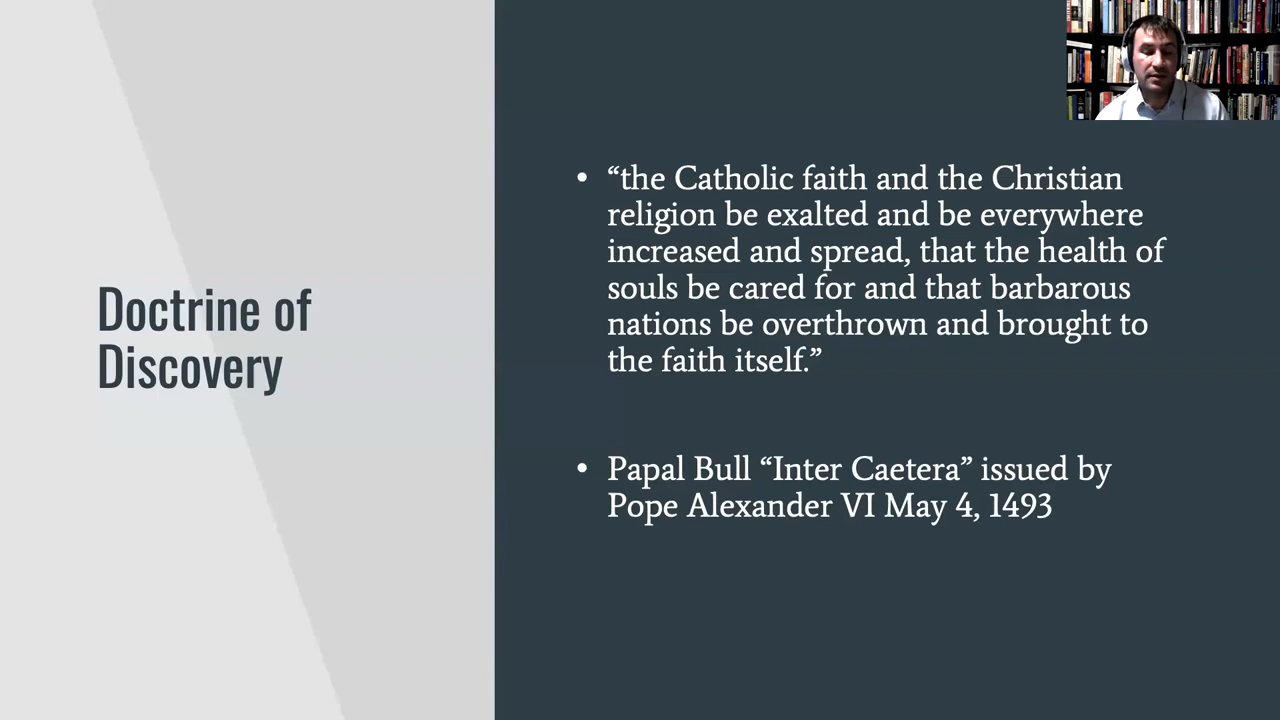 Doctrine of
Discovery
• “the Catholic faith and the Christian
religion be exalted and be everywhere
increased and spread, that the health of
souls be cared for and that barbarous
nations be overthrown and brought to
the faith itself.”
• Papal Bull “Inter Caetera” issued by
Pope Alexander VI May 4, 1493